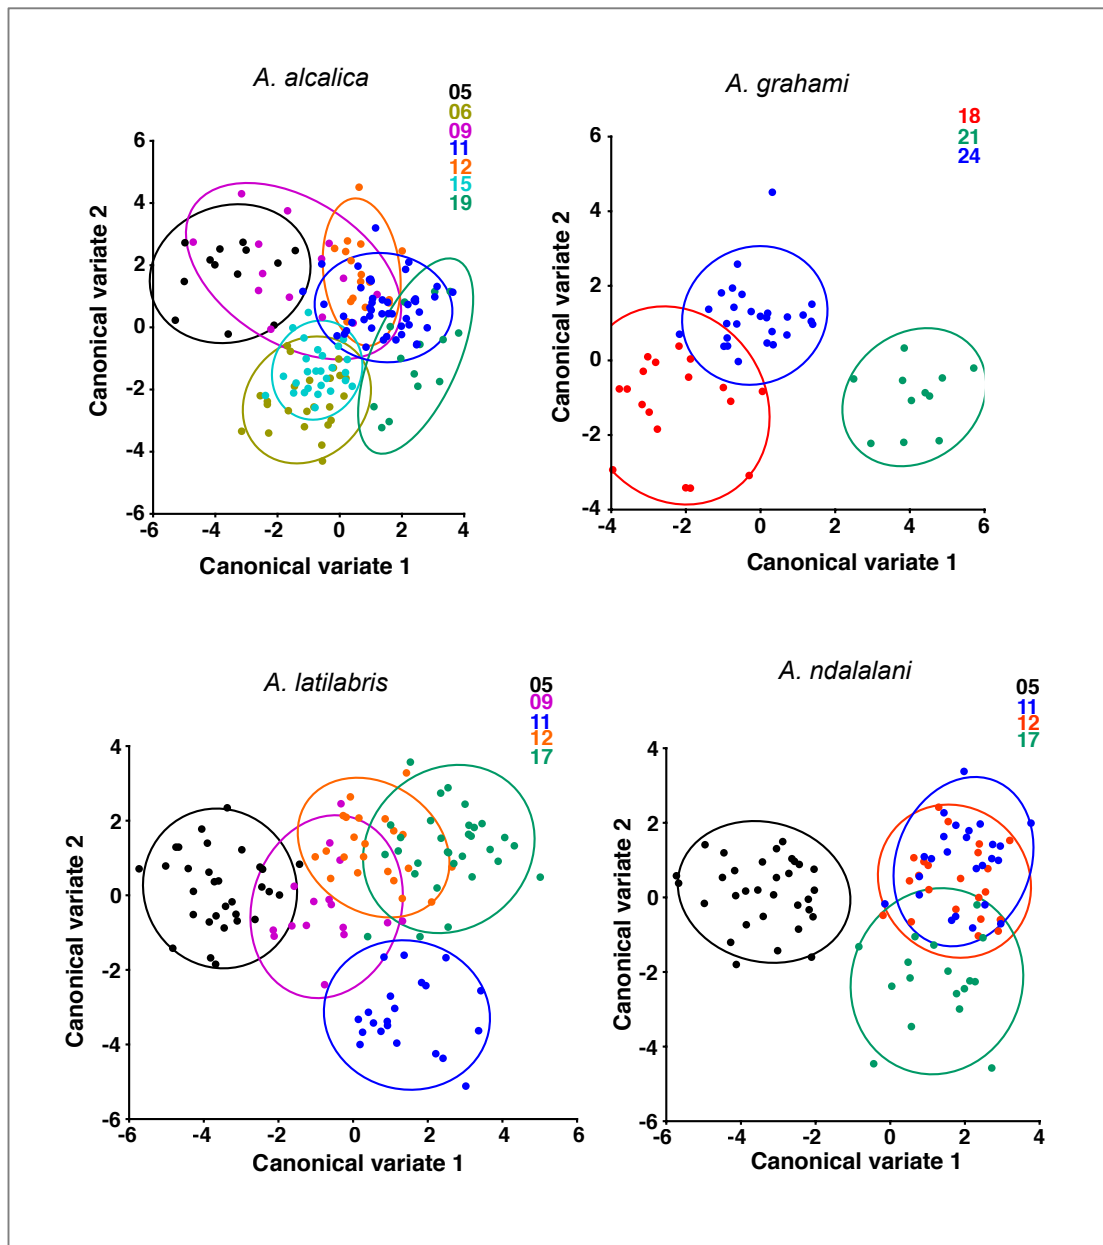 A. alcalica
05
06
09
11
12
15
19
6
4
2
0
-2
-4
-6
Canonical variate 2
-6 -4 -2 0 2 4
Canonical variate 1
A. grahami
18
21
24
6
4
2
0
-2
-4
Canonical variate 2
-4 -2 0 2 4 6
Canonical variate 1
A. latilabris
05
09
11
12
17
4
2
0
-2
-4
-6
Canonical variate 2
-6 -4 -2 0 2 4 6
Canonical variate 1
A. ndalalani
05
11
12
17
4
2
0
-2
-4
-6
Canonical variate 2
-6 -4 -2 0 2 4
Canonical variate 1